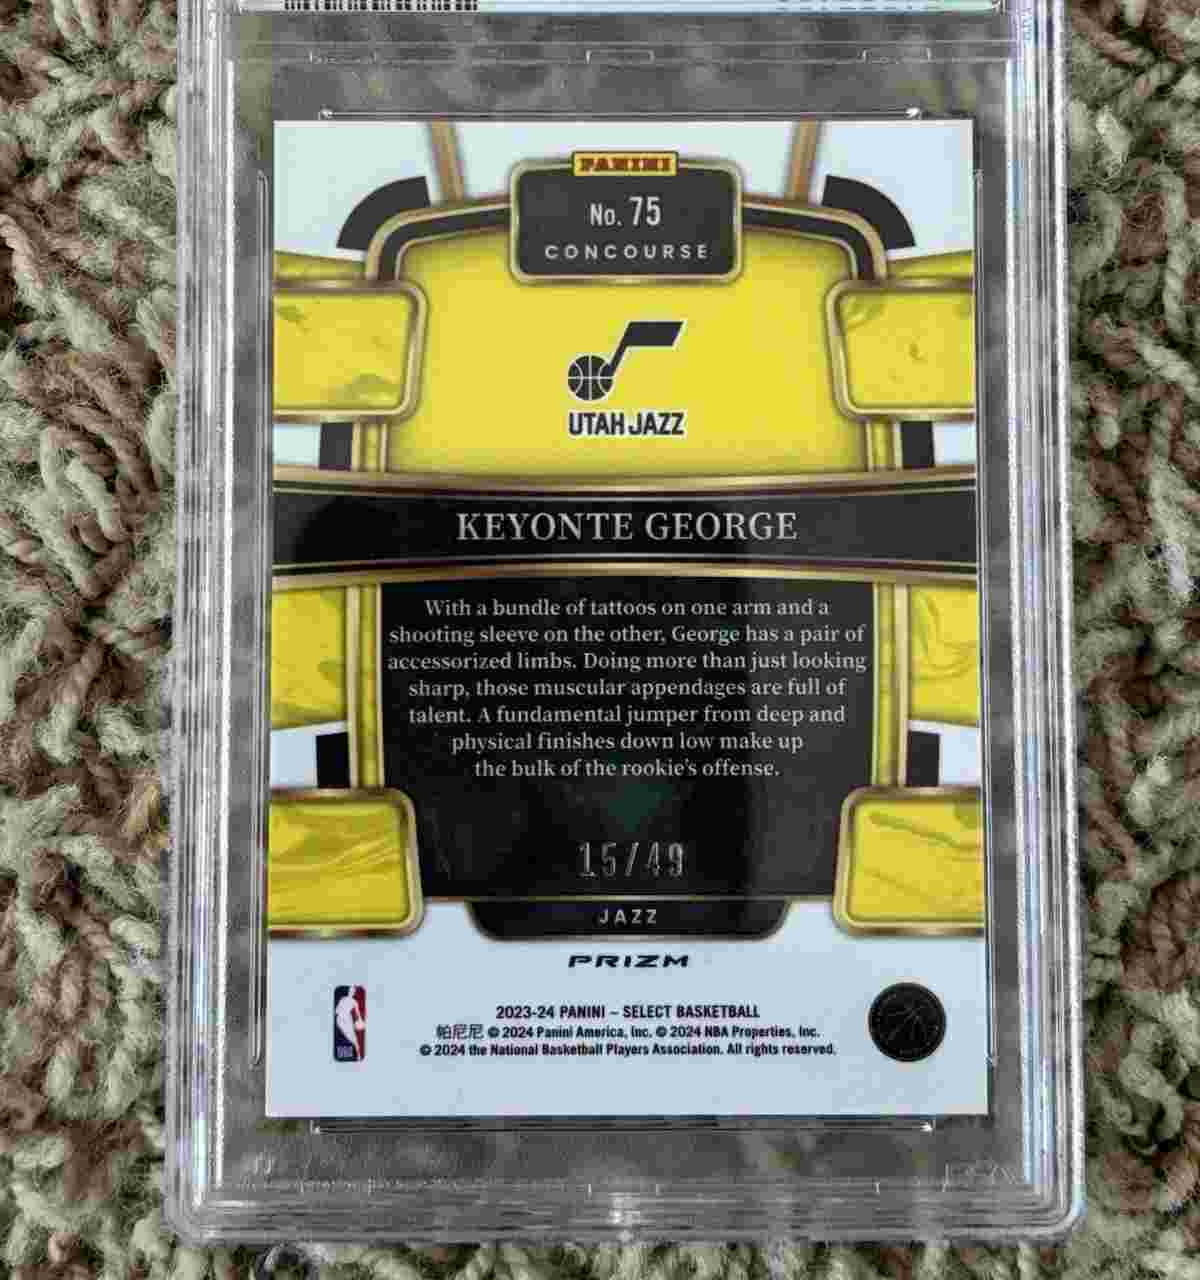 PANINI
No. 75
CONCOURSE
UTAH JAZZ
KEYONTE GEORGE
With a bundle of tattoos on one arm and a
shooting sleeve on the other, George has a pair of
accessorized limbs. Doing more than just looking
sharp, those muscular appendages are full of
talent. A fundamental jumper from deep and
physical finishes down low make up
the bulk of the rookie's offense.
15/49
JAZZ
PRIZM
2023-24 PANINI – SELECT BASKETBALL
帕尼尼 © 2024 Panini America, Inc. © 2024 NBA Properties, Inc.
© 2024 the National Basketball Players Association. All rights reserved.
NBA